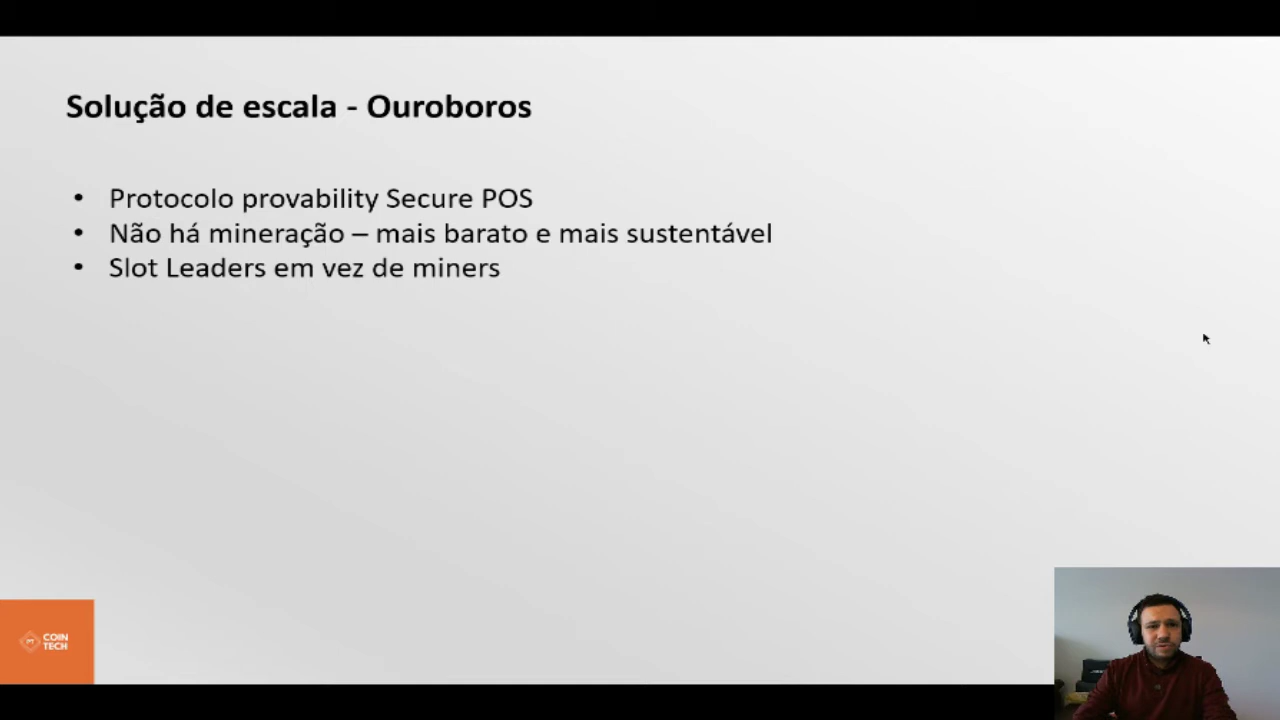 Solução de escala - Ouroboros
• Protocolo provability Secure POS
• Não há mineração – mais barato e mais sustentável
• Slot Leaders em vez de miners
COIN
TECH